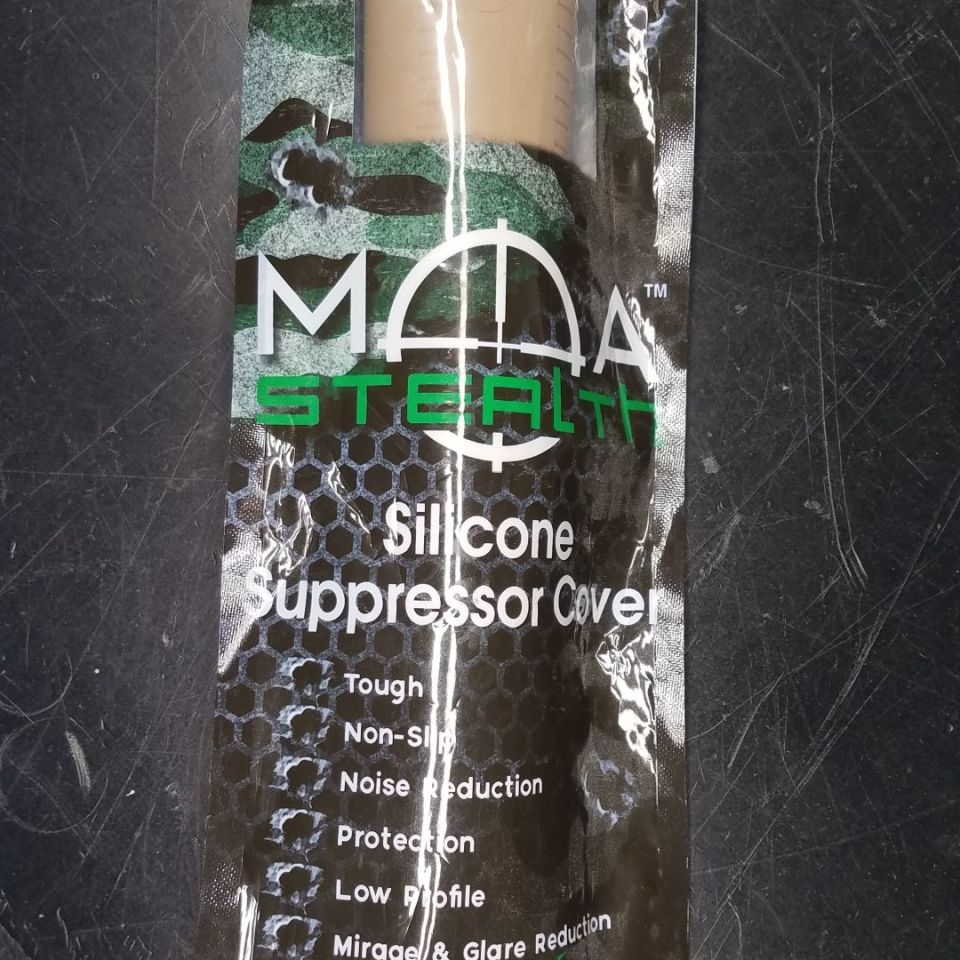 MOA™
STEALTH
Silicone
Suppressor Cover
Tough
Non-Slip
Noise Reduction
Protection
Low Profile
Mirage & Glare Reduction